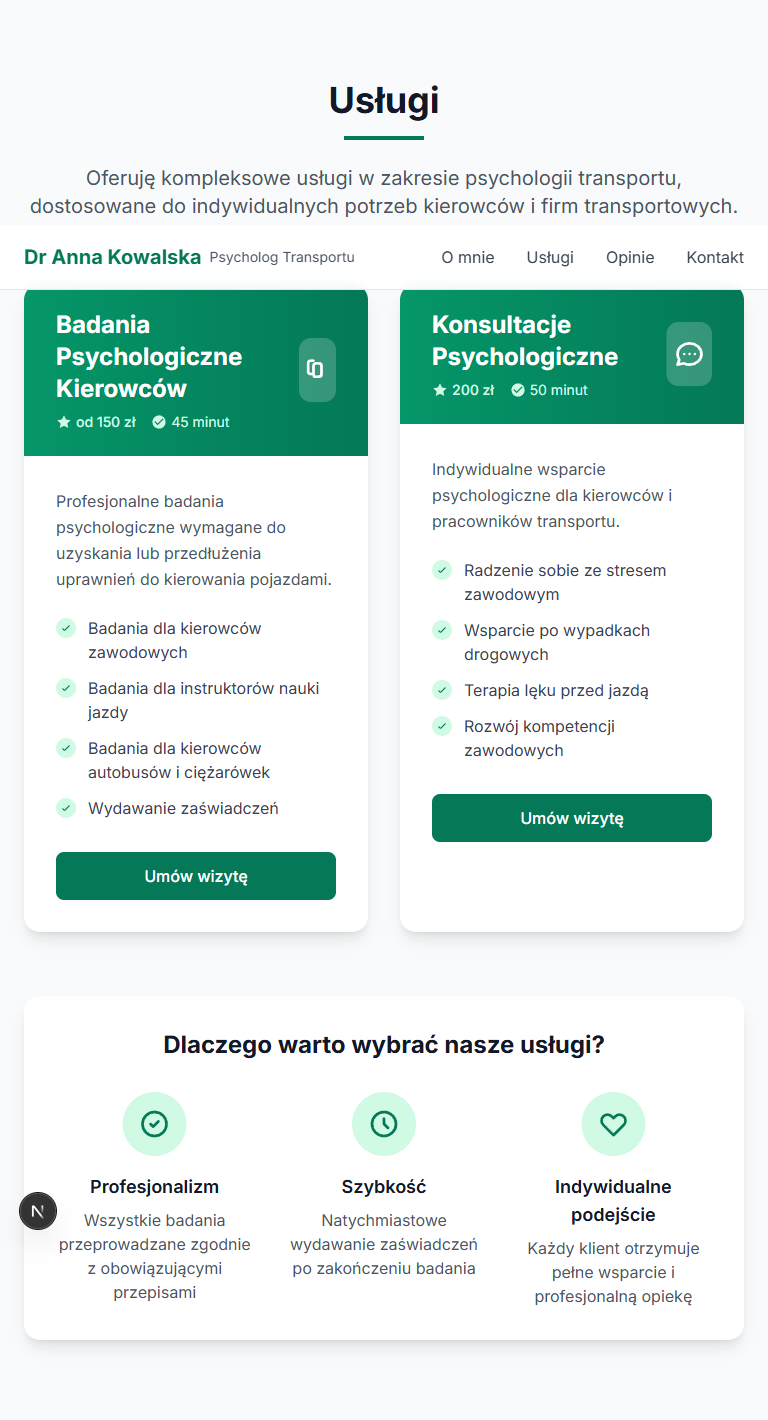 Usługi
Oferuję kompleksowe usługi w zakresie psychologii transportu,
dostosowane do indywidualnych potrzeb kierowców i firm transportowych.
Dr Anna Kowalska Psycholog Transportu O mnie Usługi Opinie Kontakt
Badania
Psychologiczne
Kierowców
od 150 zł 45 minut
Profesjonalne badania
psychologiczne wymagane do
uzyskania lub przedłużenia
uprawnień do kierowania pojazdami.
Badania dla kierowców
zawodowych
Badania dla instruktorów nauki
jazdy
Badania dla kierowców
autobusów i ciężarówek
Wydawanie zaświadczeń
Umów wizytę
Konsultacje
Psychologiczne
200 zł 50 minut
Indywidualne wsparcie
psychologiczne dla kierowców i
pracowników transportu.
Radzenie sobie ze stresem
zawodowym
Wsparcie po wypadkach
drogowych
Terapia lęku przed jazdą
Rozwój kompetencji
zawodowych
Umów wizytę
Dlaczego warto wybrać nasze usługi?
Profesjonalizm
Wszystkie badania
przeprowadzane zgodnie
z obowiązującymi
przepisami
Szybkość
Natychmiastowe
wydawanie zaświadczeń
po zakończeniu badania
Indywidualne
podejście
Każdy klient otrzymuje
pełne wsparcie i
profesjonalną opiekę
N